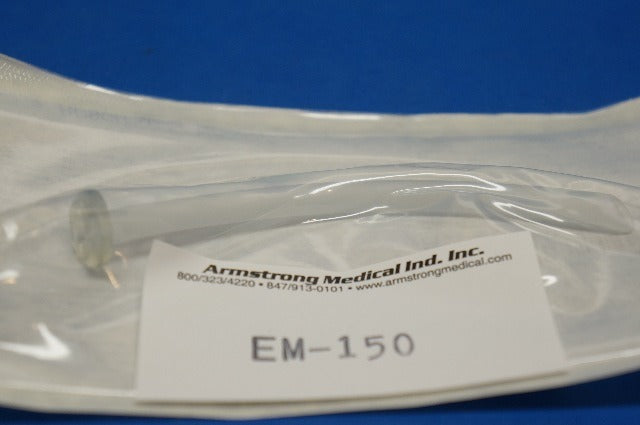 Armstrong Medical Ind. Inc.
800/323/4220 • 847/913-0101 • www.armstrongmedical.com
EM-150